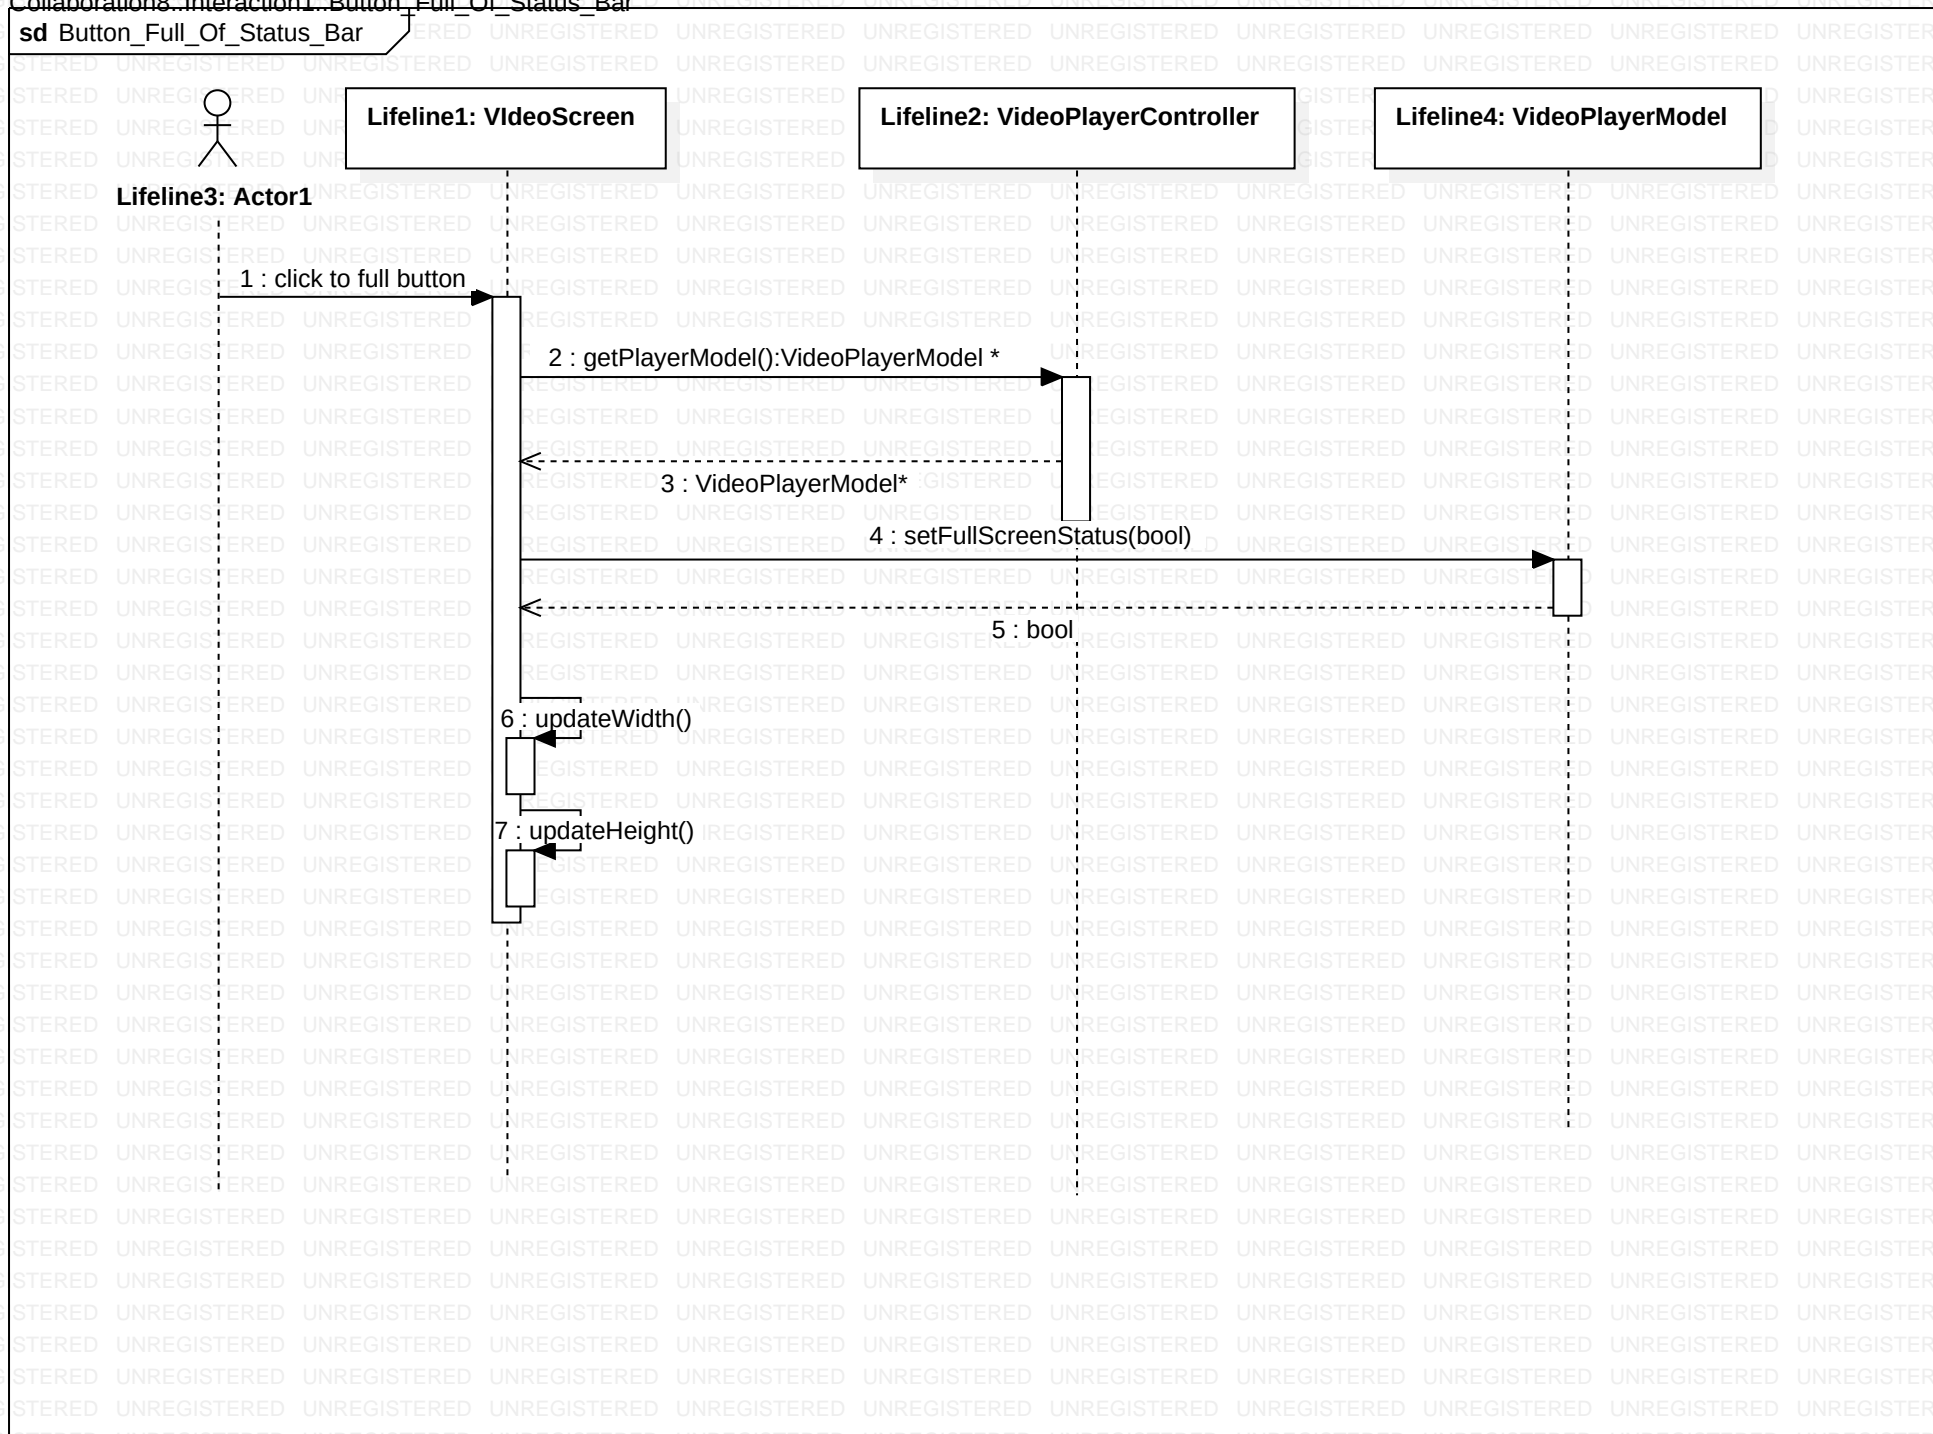 Collaboration8::Interaction1::Button_Full_Of_Status_Bar
sd Button_Full_Of_Status_Bar
Lifeline1: VIdeoScreen
Lifeline2: VideoPlayerController
Lifeline4: VideoPlayerModel
Lifeline3: Actor1
1 : click to full button
2 : getPlayerModel():VideoPlayerModel *
3 : VideoPlayerModel*
4 : setFullScreenStatus(bool)
5 : bool
6 : updateWidth()
7 : updateHeight()
UNREGISTERED